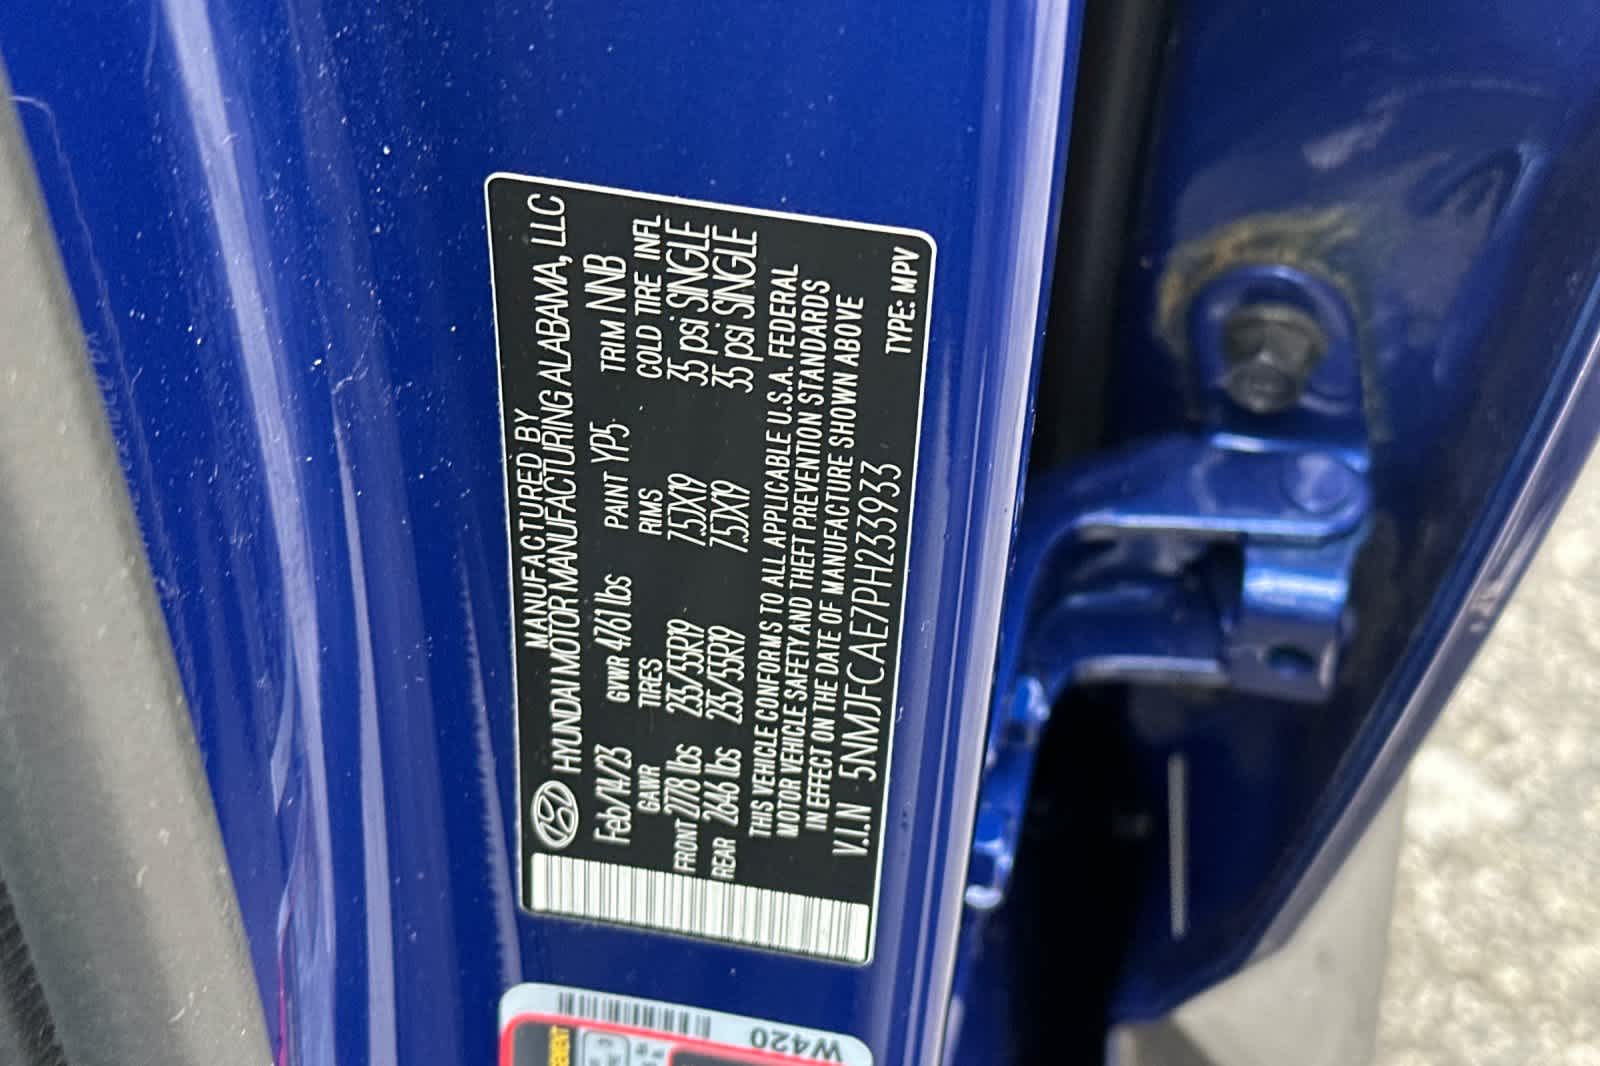 MANUFACTURED BY
HYUNDAI MOTOR MANUFACTURING ALABAMA, LLC
Feb/14/23 GVWR 4761 lbs PAINT YP5 TRIM NNB
GAWR TIRES RIMS COLD TIRE INFL
FRONT 2778 lbs 235/55R19 7.5JX19 35 psi SINGLE
REAR 2646 lbs 235/55R19 7.5JX19 35 psi SINGLE
THIS VEHICLE CONFORMS TO ALL APPLICABLE U.S.A. FEDERAL
MOTOR VEHICLE SAFETY AND THEFT PREVENTION STANDARDS
IN EFFECT ON THE DATE OF MANUFACTURE SHOWN ABOVE
V.I.N 5NMJFCAE7PH233933 TYPE: MPV
W420